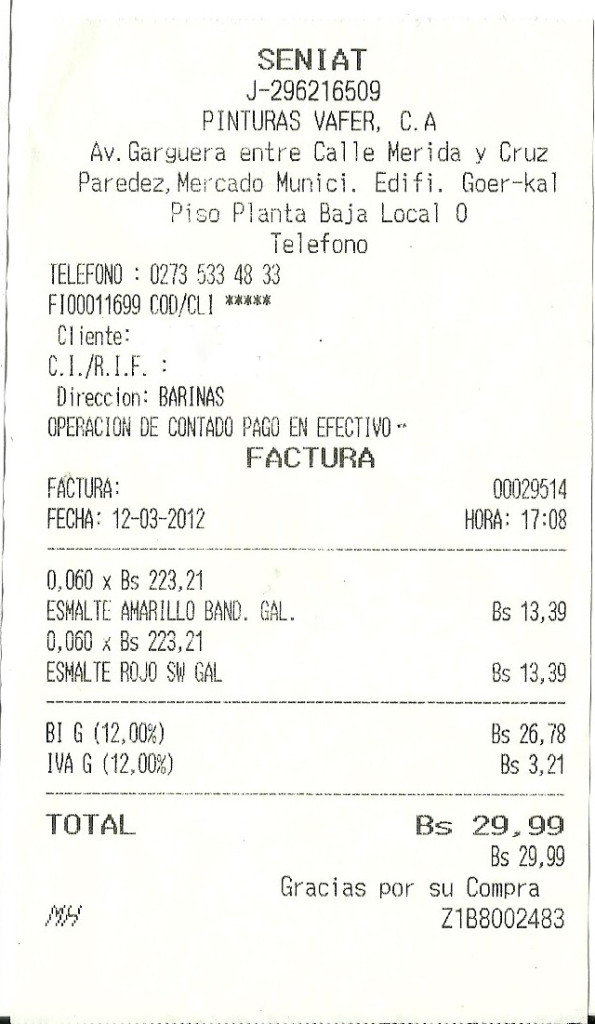 SENIAT
J-296216509
PINTURAS VAFER, C.A
Av.Garguera entre Calle Merida y Cruz
Paredez,Mercado Munici. Edifi. Goer-kal
Piso Planta Baja Local 0
Telefono
TELEFONO : 0273 533 48 33
FI00011699 COD/CLI *****
Cliente:
C.I./R.I.F. :
Direccion: BARINAS
OPERACION DE CONTADO PAGO EN EFECTIVO --
FACTURA
FACTURA: 00029514
FECHA: 12-03-2012 HORA: 17:08
0,060 x Bs 223,21
ESMALTE AMARILLO BAND. GAL. Bs 13,39
0,060 x Bs 223,21
ESMALTE ROJO SW GAL Bs 13,39
BI G (12,00%) Bs 26,78
IVA G (12,00%) Bs 3,21
TOTAL Bs 29,99
Bs 29,99
Gracias por su Compra
MH Z1B8002483